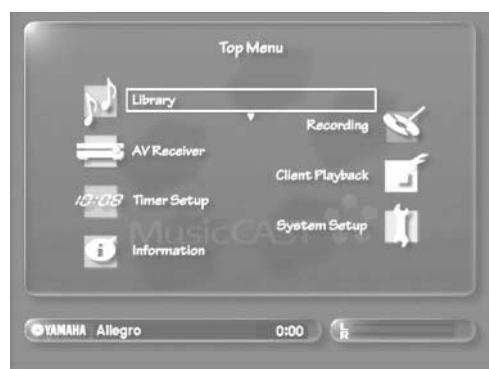 Top Menu
Library
Recording
AV Receiver
Client Playback
10:08 Timer Setup
System Setup
MusicCAST
i Information
YAMAHA Allegro 0:00 L
R